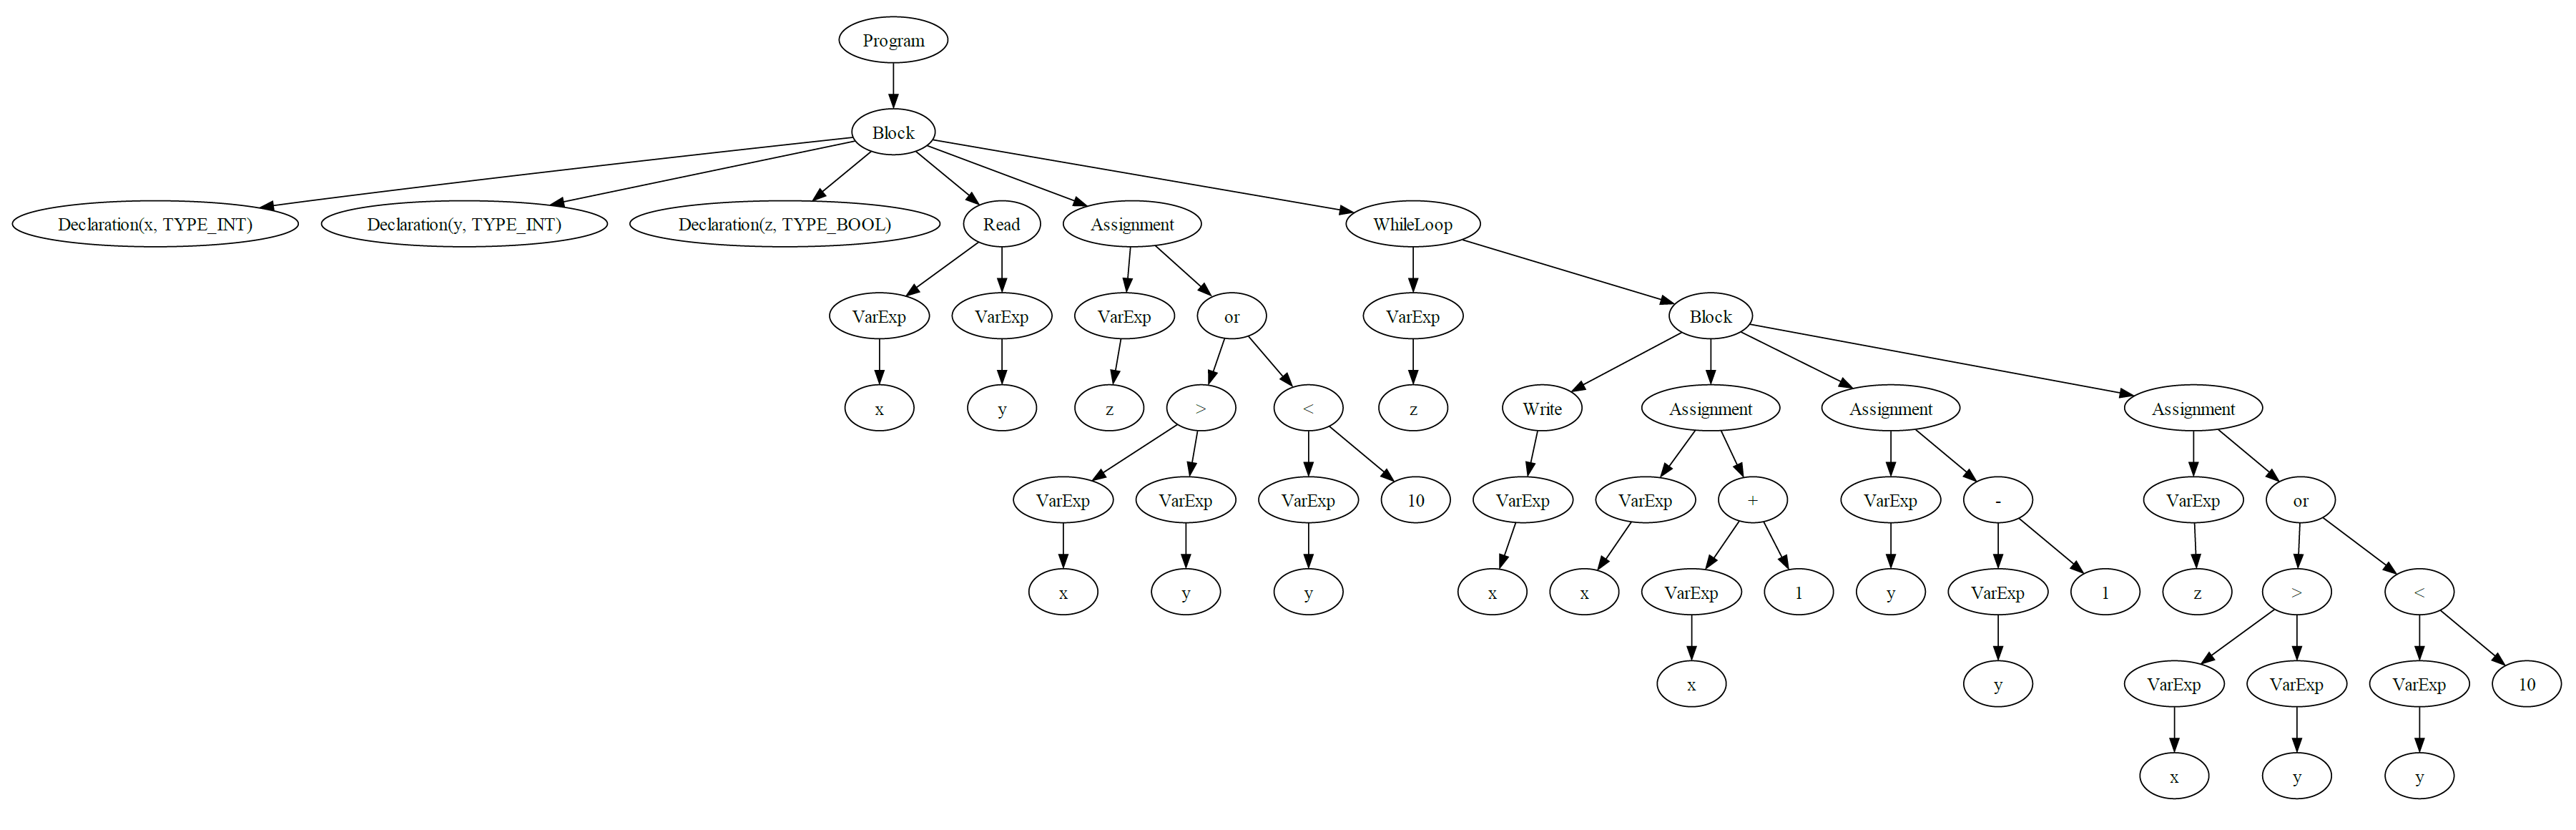 Program
Block
Declaration(x, TYPE_INT)
Declaration(y, TYPE_INT)
Declaration(z, TYPE_BOOL)
Read
Assignment
WhileLoop
VarExp
VarExp
VarExp
or
VarExp
Block
x
y
z
>
<
z
Write
Assignment
Assignment
Assignment
VarExp
VarExp
VarExp
10
VarExp
VarExp
+
VarExp
-
VarExp
or
x
y
y
x
x
VarExp
1
y
VarExp
1
z
>
<
x
y
VarExp
VarExp
VarExp
10
x
y
y